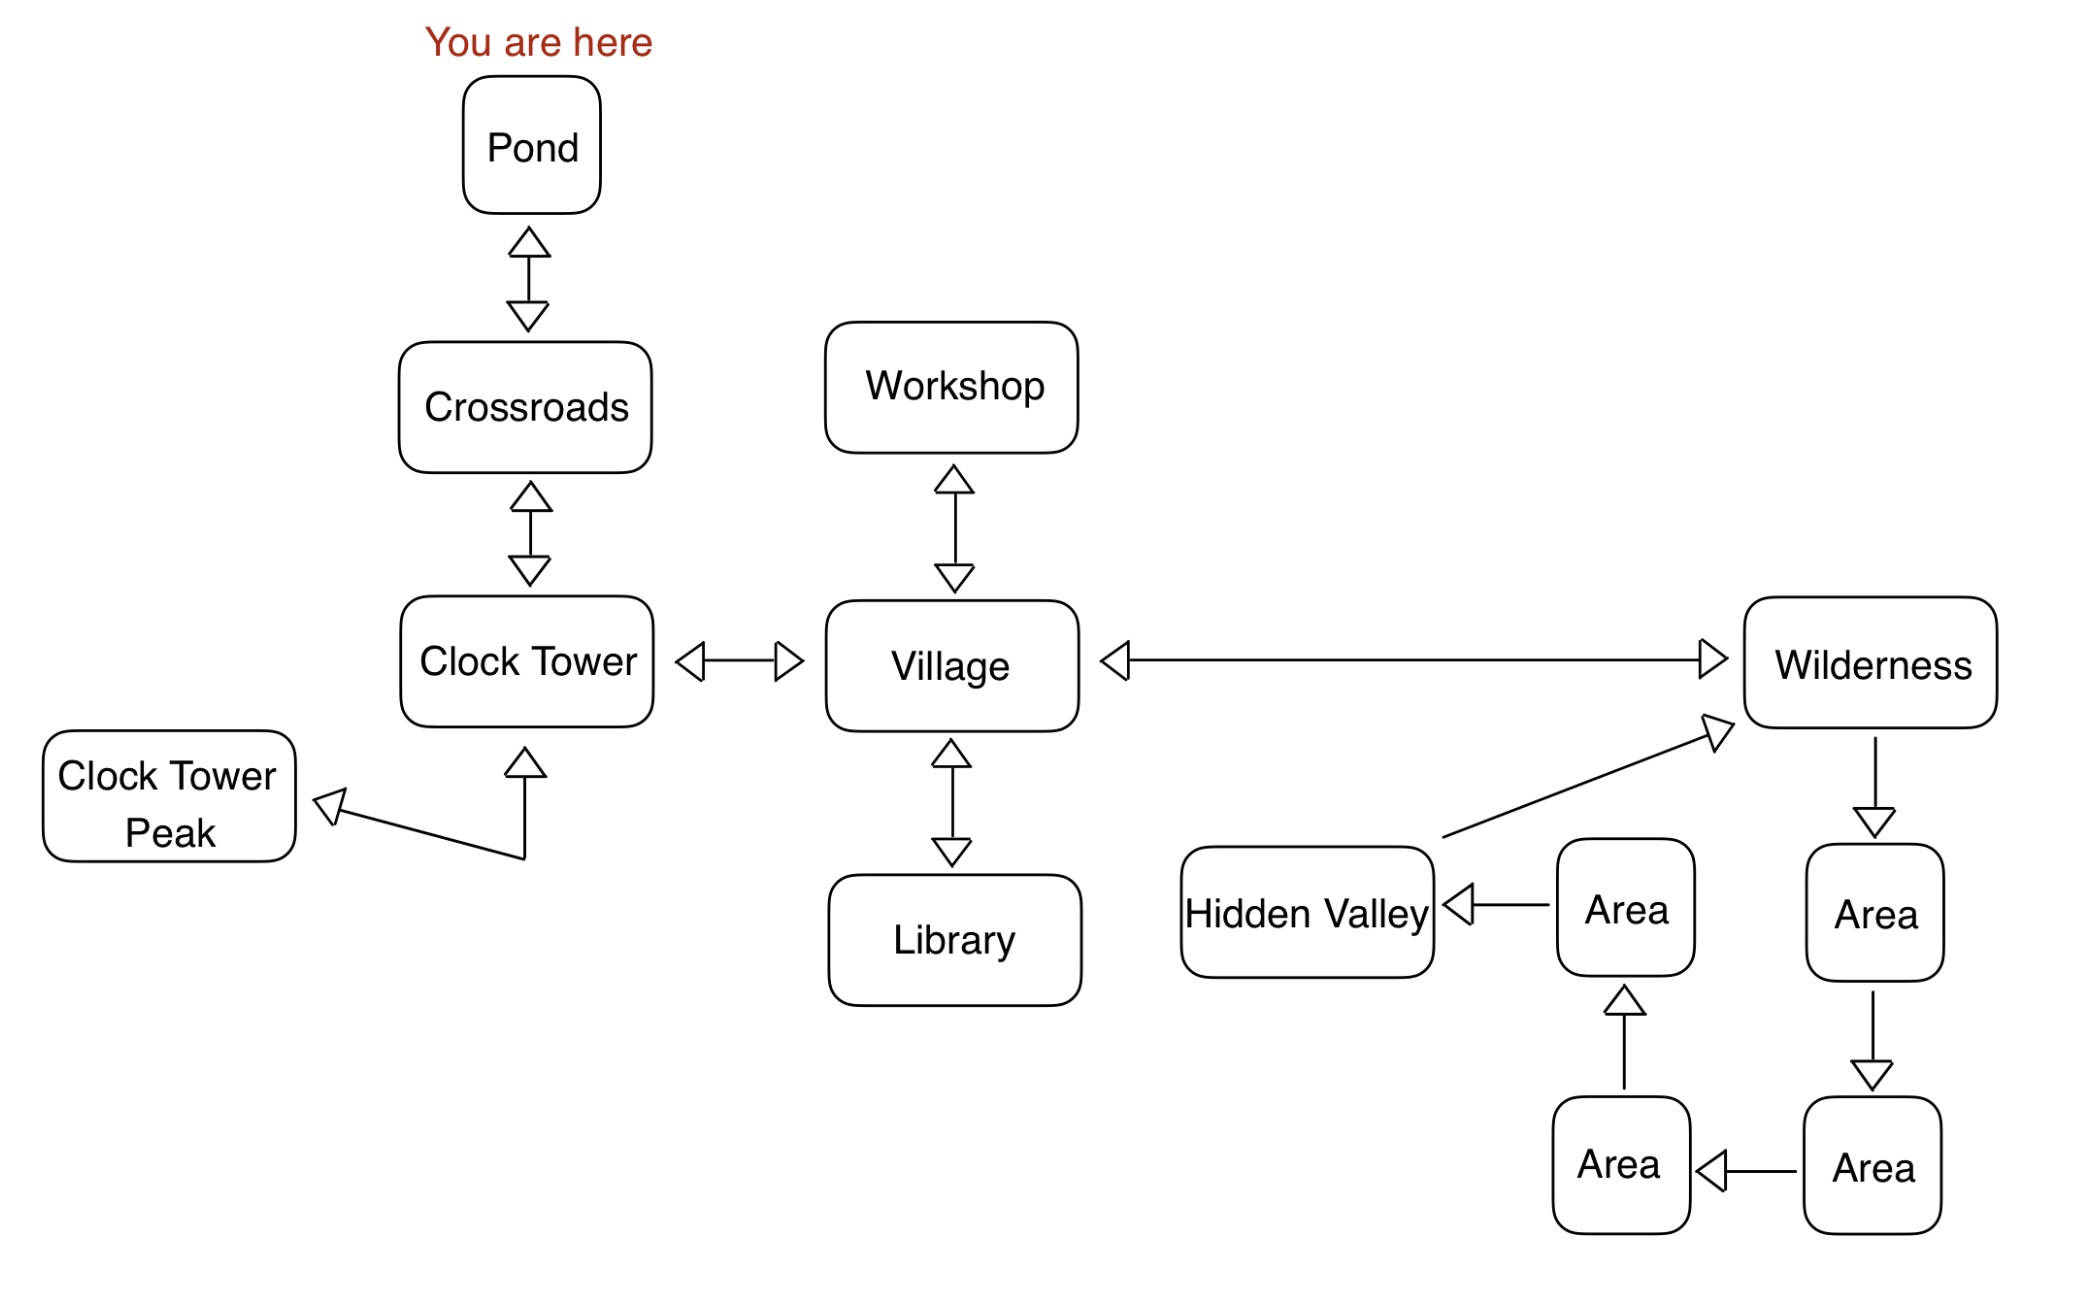 You are here
Pond
Crossroads
Workshop
Clock Tower
Village
Wilderness
Clock Tower
Peak
Library
Hidden Valley
Area
Area
Area
Area